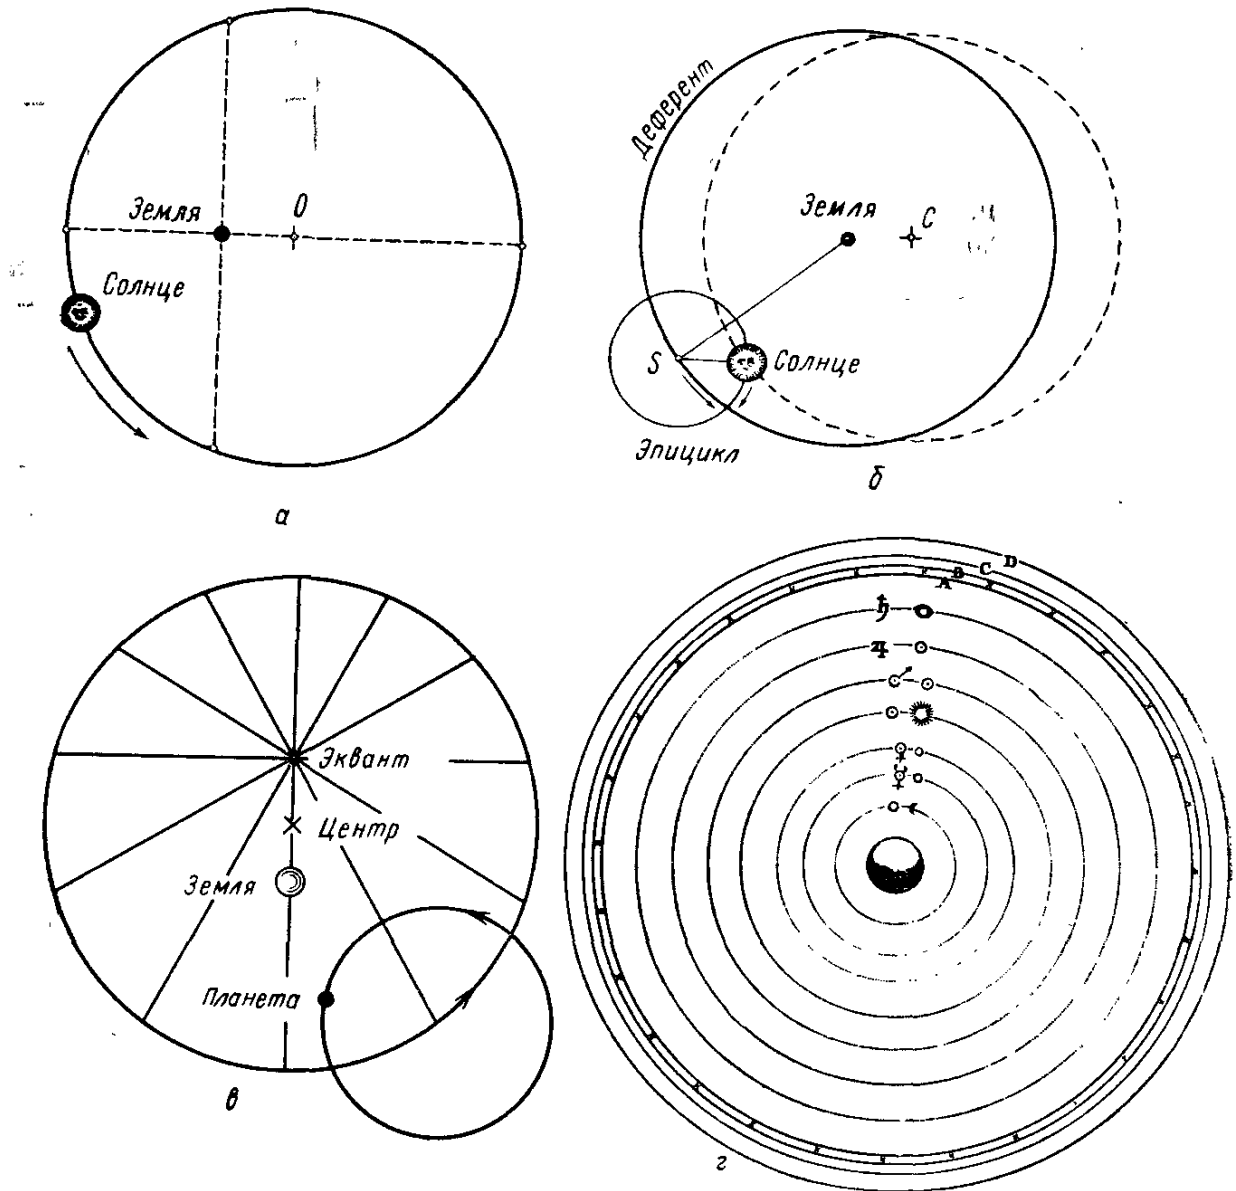 Земля
О
Солнце
а
Деферент
Земля
С
S
Солнце
Эпицикл
б
Эквант
Центр
Земля
Планета
в
A B C D
♄
♃
г